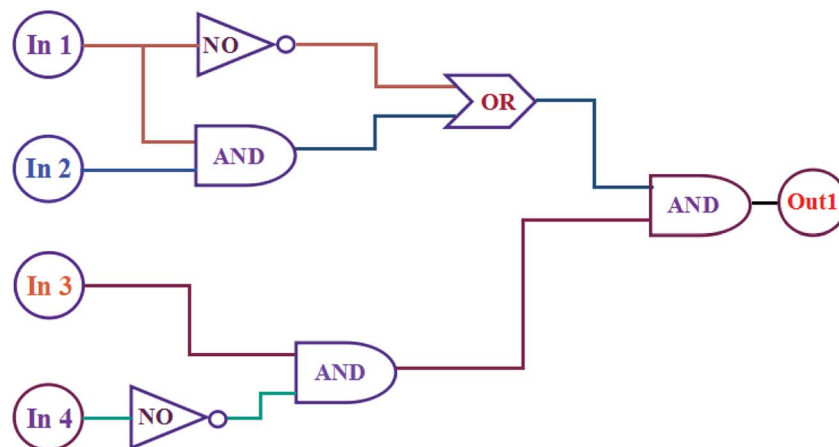 In 1
NO
OR
In 2
AND
AND
Out1
In 3
AND
In 4
NO